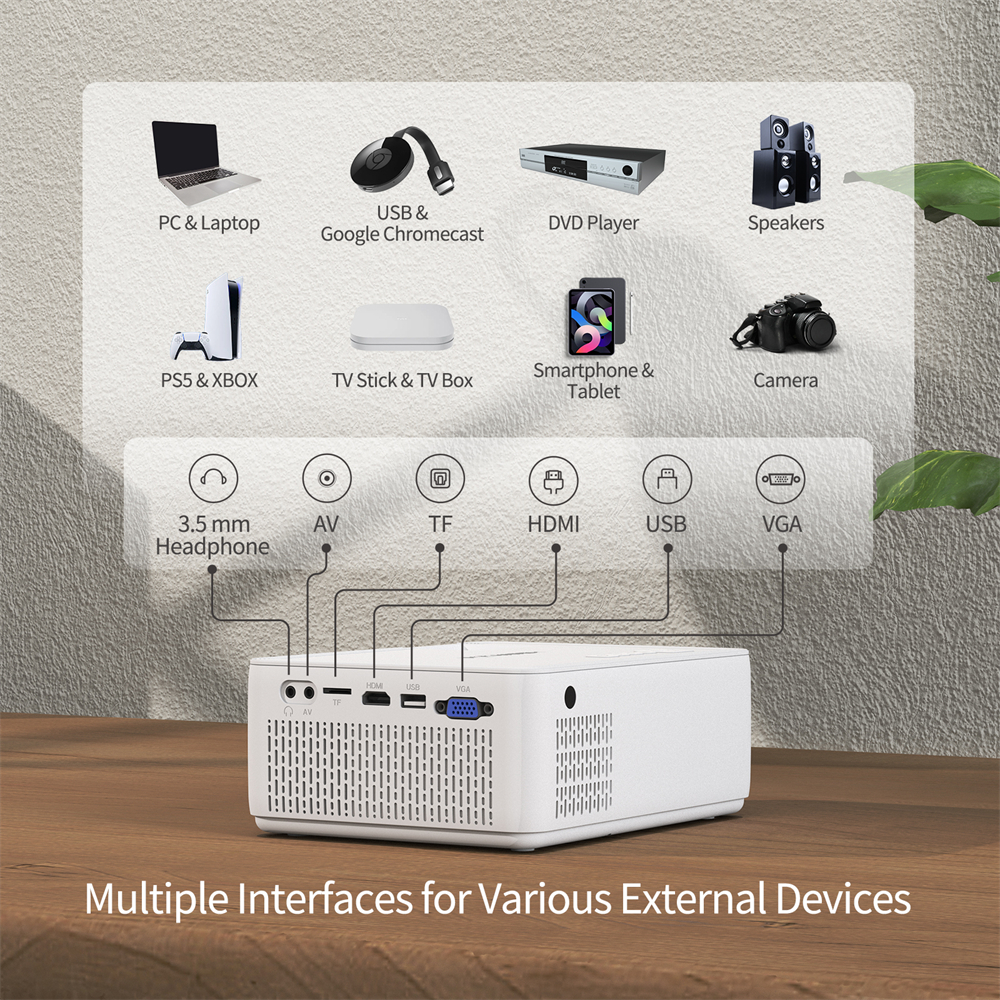 PC & Laptop
USB &
Google Chromecast
DVD Player
Speakers
PS5 & XBOX
TV Stick & TV Box
Smartphone &
Tablet
Camera
3.5 mm
Headphone
AV
TF
HDMI
USB
VGA
HDMI
USB
VGA
AV
TF
Multiple Interfaces for Various External Devices